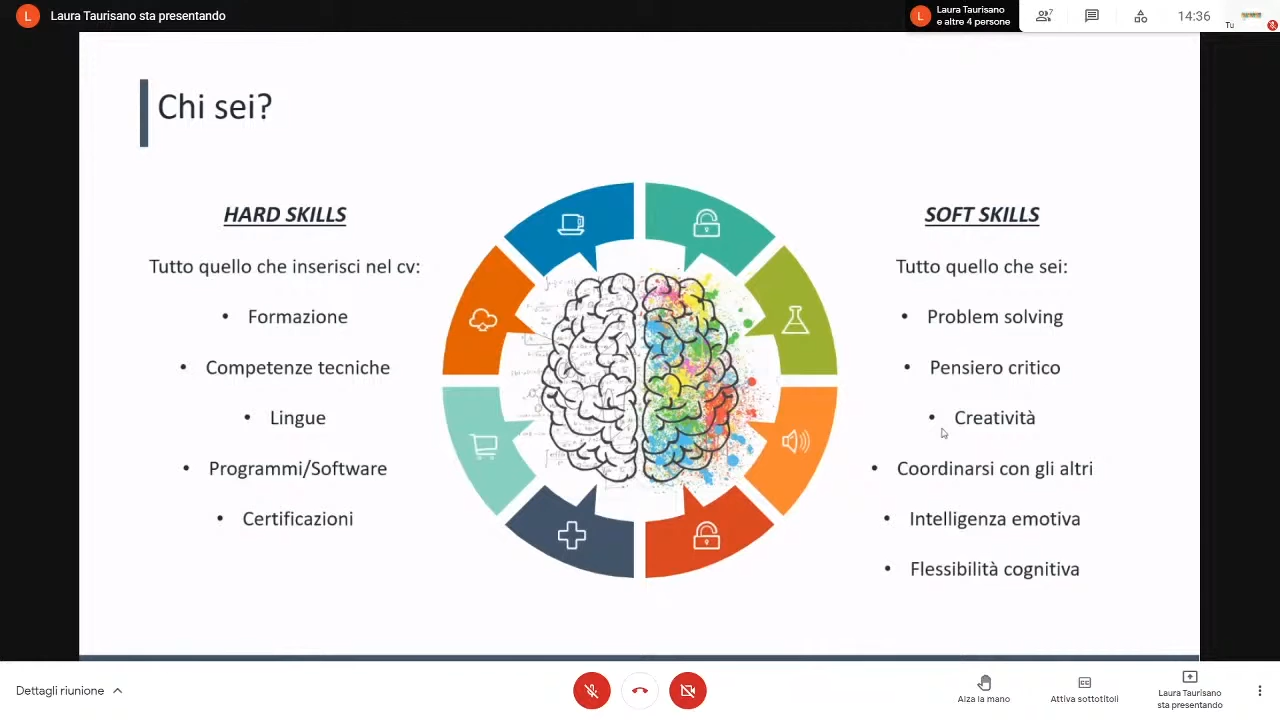 L
Laura Taurisano sta presentando
L
Laura Taurisano
e altre 4 persone
7
14:36
Tu
Chi sei?
HARD SKILLS
Tutto quello che inserisci nel cv:
• Formazione
• Competenze tecniche
• Lingue
• Programmi/Software
• Certificazioni
SOFT SKILLS
Tutto quello che sei:
• Problem solving
• Pensiero critico
• Creatività
• Coordinarsi con gli altri
• Intelligenza emotiva
• Flessibilità cognitiva
Dettagli riunione
Alza la mano
Attiva sottotitoli
Laura Taurisano
sta presentando